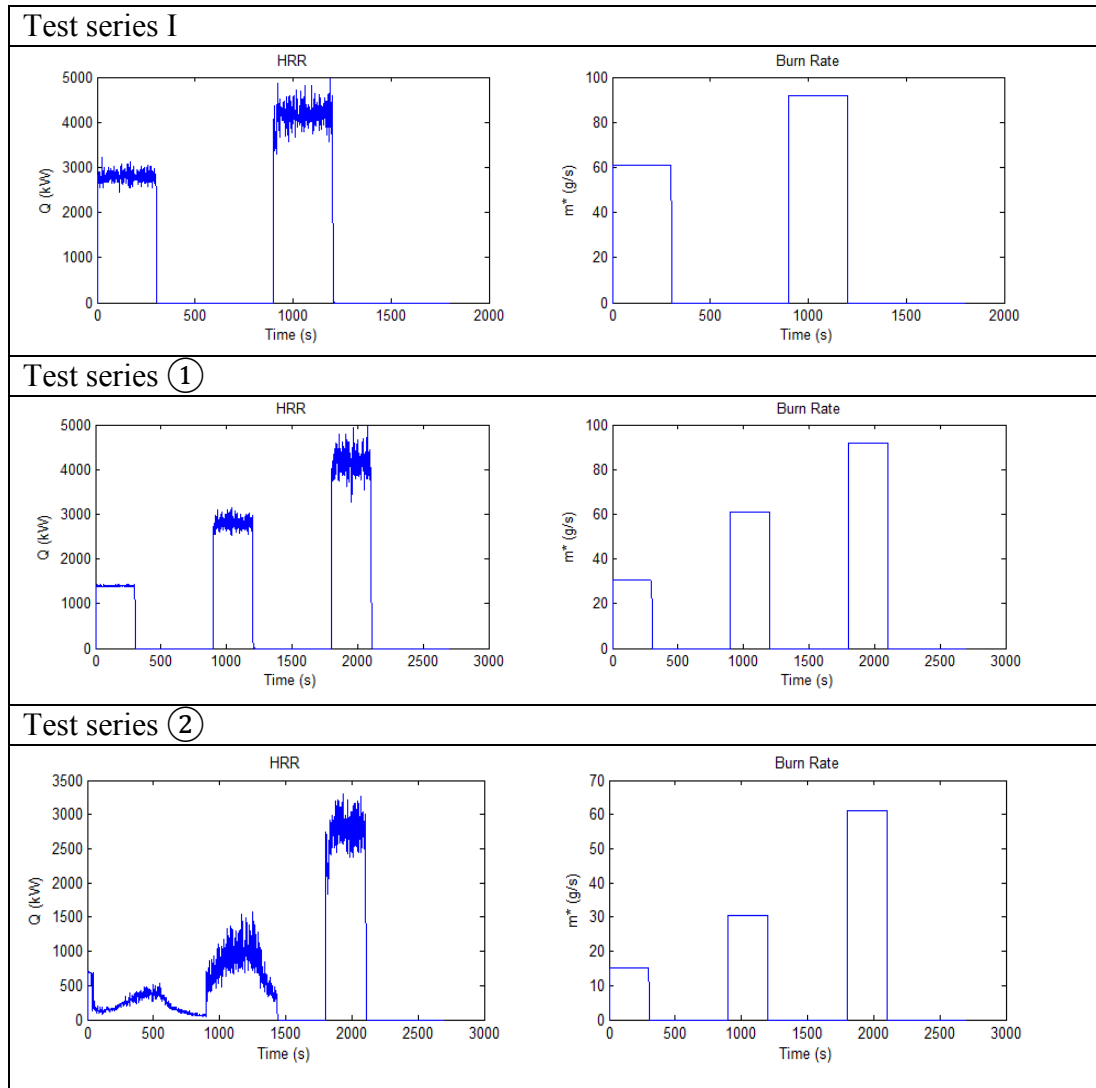 Test series I
HRR
Q (kW)
5000
4000
3000
2000
1000
0
0 500 1000 1500 2000
Time (s)
Burn Rate
m* (g/s)
100
80
60
40
20
0
0 500 1000 1500 2000
Time (s)
Test series ①
HRR
Q (kW)
5000
4000
3000
2000
1000
0
0 500 1000 1500 2000 2500 3000
Time (s)
Burn Rate
m* (g/s)
100
80
60
40
20
0
0 500 1000 1500 2000 2500 3000
Time (s)
Test series ②
HRR
Q (kW)
3500
3000
2500
2000
1500
1000
500
0
0 500 1000 1500 2000 2500 3000
Time (s)
Burn Rate
m* (g/s)
70
60
50
40
30
20
10
0
0 500 1000 1500 2000 2500 3000
Time (s)